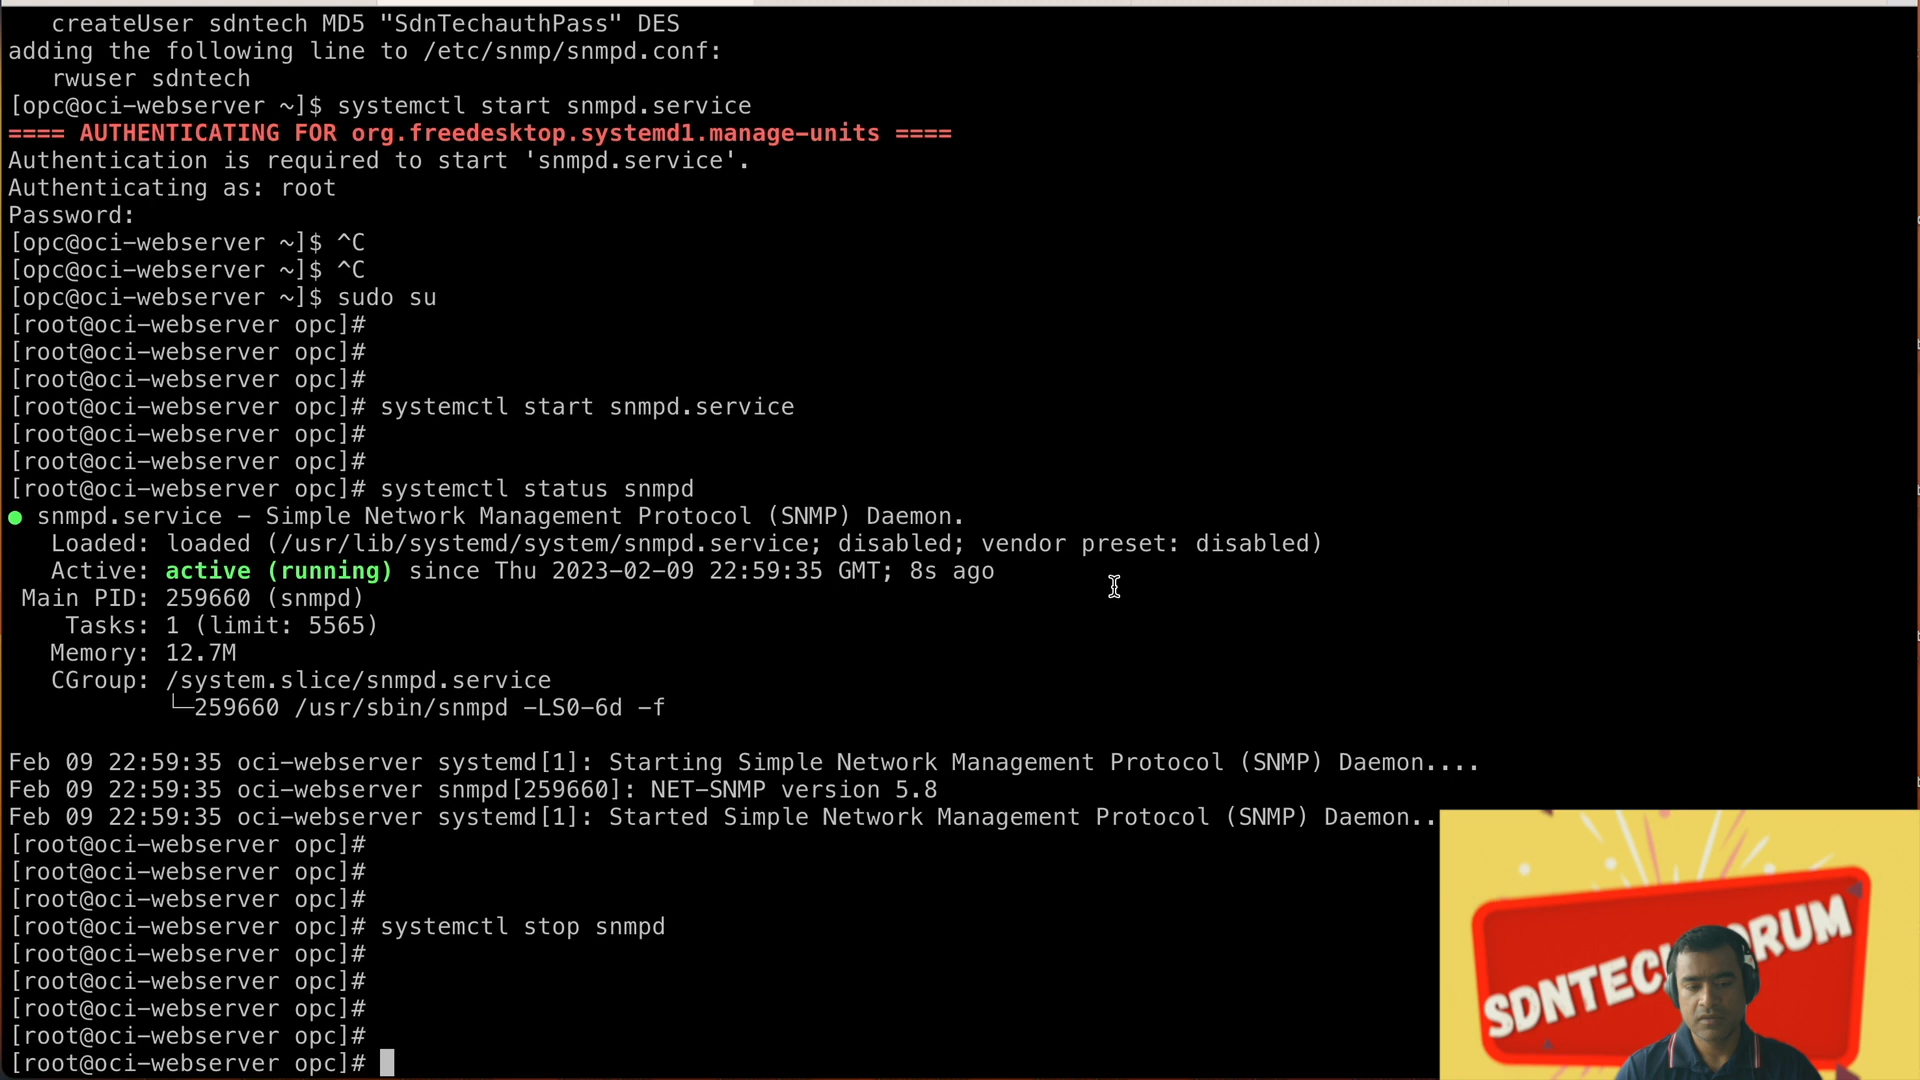 createUser sdntech MD5 "SdnTechauthPass" DES
adding the following line to /etc/snmp/snmpd.conf:
rwuser sdntech
[opc@oci-webserver ~]$ systemctl start snmpd.service
==== AUTHENTICATING FOR org.freedesktop.systemd1.manage-units ====
Authentication is required to start 'snmpd.service'.
Authenticating as: root
Password:
[opc@oci-webserver ~]$ ^C
[opc@oci-webserver ~]$ ^C
[opc@oci-webserver ~]$ sudo su
[root@oci-webserver opc]#
[root@oci-webserver opc]#
[root@oci-webserver opc]#
[root@oci-webserver opc]# systemctl start snmpd.service
[root@oci-webserver opc]#
[root@oci-webserver opc]#
[root@oci-webserver opc]# systemctl status snmpd
● snmpd.service - Simple Network Management Protocol (SNMP) Daemon.
Loaded: loaded (/usr/lib/systemd/system/snmpd.service; disabled; vendor preset: disabled)
Active: active (running) since Thu 2023-02-09 22:59:35 GMT; 8s ago
Main PID: 259660 (snmpd)
Tasks: 1 (limit: 5565)
Memory: 12.7M
CGroup: /system.slice/snmpd.service
└─259660 /usr/sbin/snmpd -LS0-6d -f
Feb 09 22:59:35 oci-webserver systemd[1]: Starting Simple Network Management Protocol (SNMP) Daemon....
Feb 09 22:59:35 oci-webserver snmpd[259660]: NET-SNMP version 5.8
Feb 09 22:59:35 oci-webserver systemd[1]: Started Simple Network Management Protocol (SNMP) Daemon..
[root@oci-webserver opc]#
[root@oci-webserver opc]#
[root@oci-webserver opc]#
[root@oci-webserver opc]# systemctl stop snmpd
[root@oci-webserver opc]#
[root@oci-webserver opc]#
[root@oci-webserver opc]#
[root@oci-webserver opc]#
[root@oci-webserver opc]#